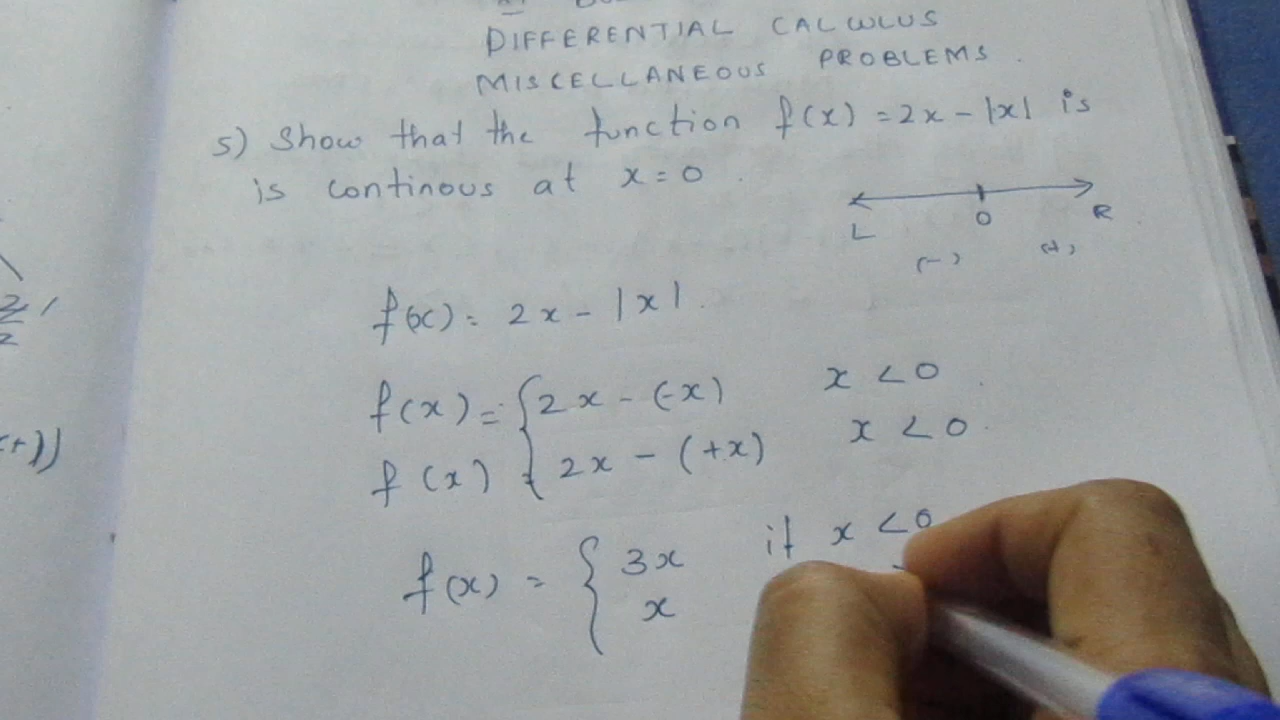 DIFFERENTIAL CALCULUS
MISCELLANEOUS PROBLEMS.
5) Show that the function f(x) = 2x - |x| is
is continous at x = 0.
0
L R
(-) (+)
f(x) = 2x - |x|.
f(x) = { 2x - (-x) x < 0.
f(x) { 2x - (+x) x < 0.
f(x) = { 3x if x < 0
x